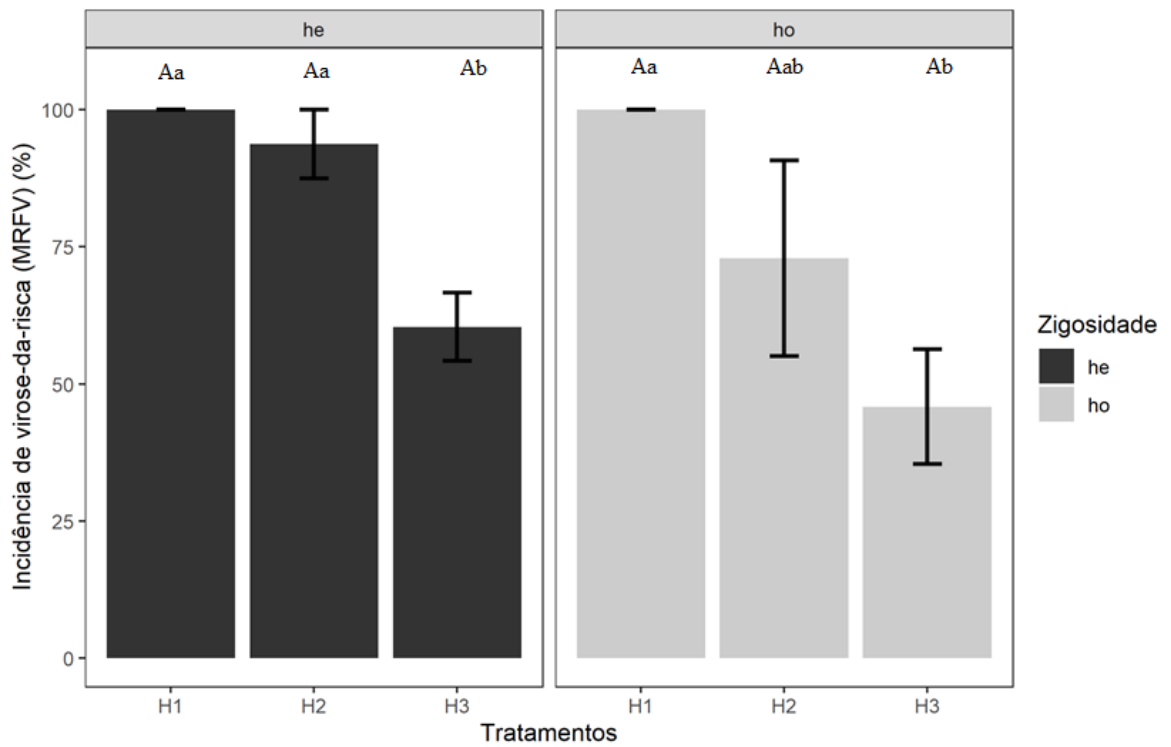 he
ho
Aa
Aa
Ab
Aa
Aab
Ab
Incidência de virose-da-risca (MRFV) (%)
100
75
50
25
0
H1
H2
H3
H1
H2
H3
Tratamentos
Zigosidade
he
ho